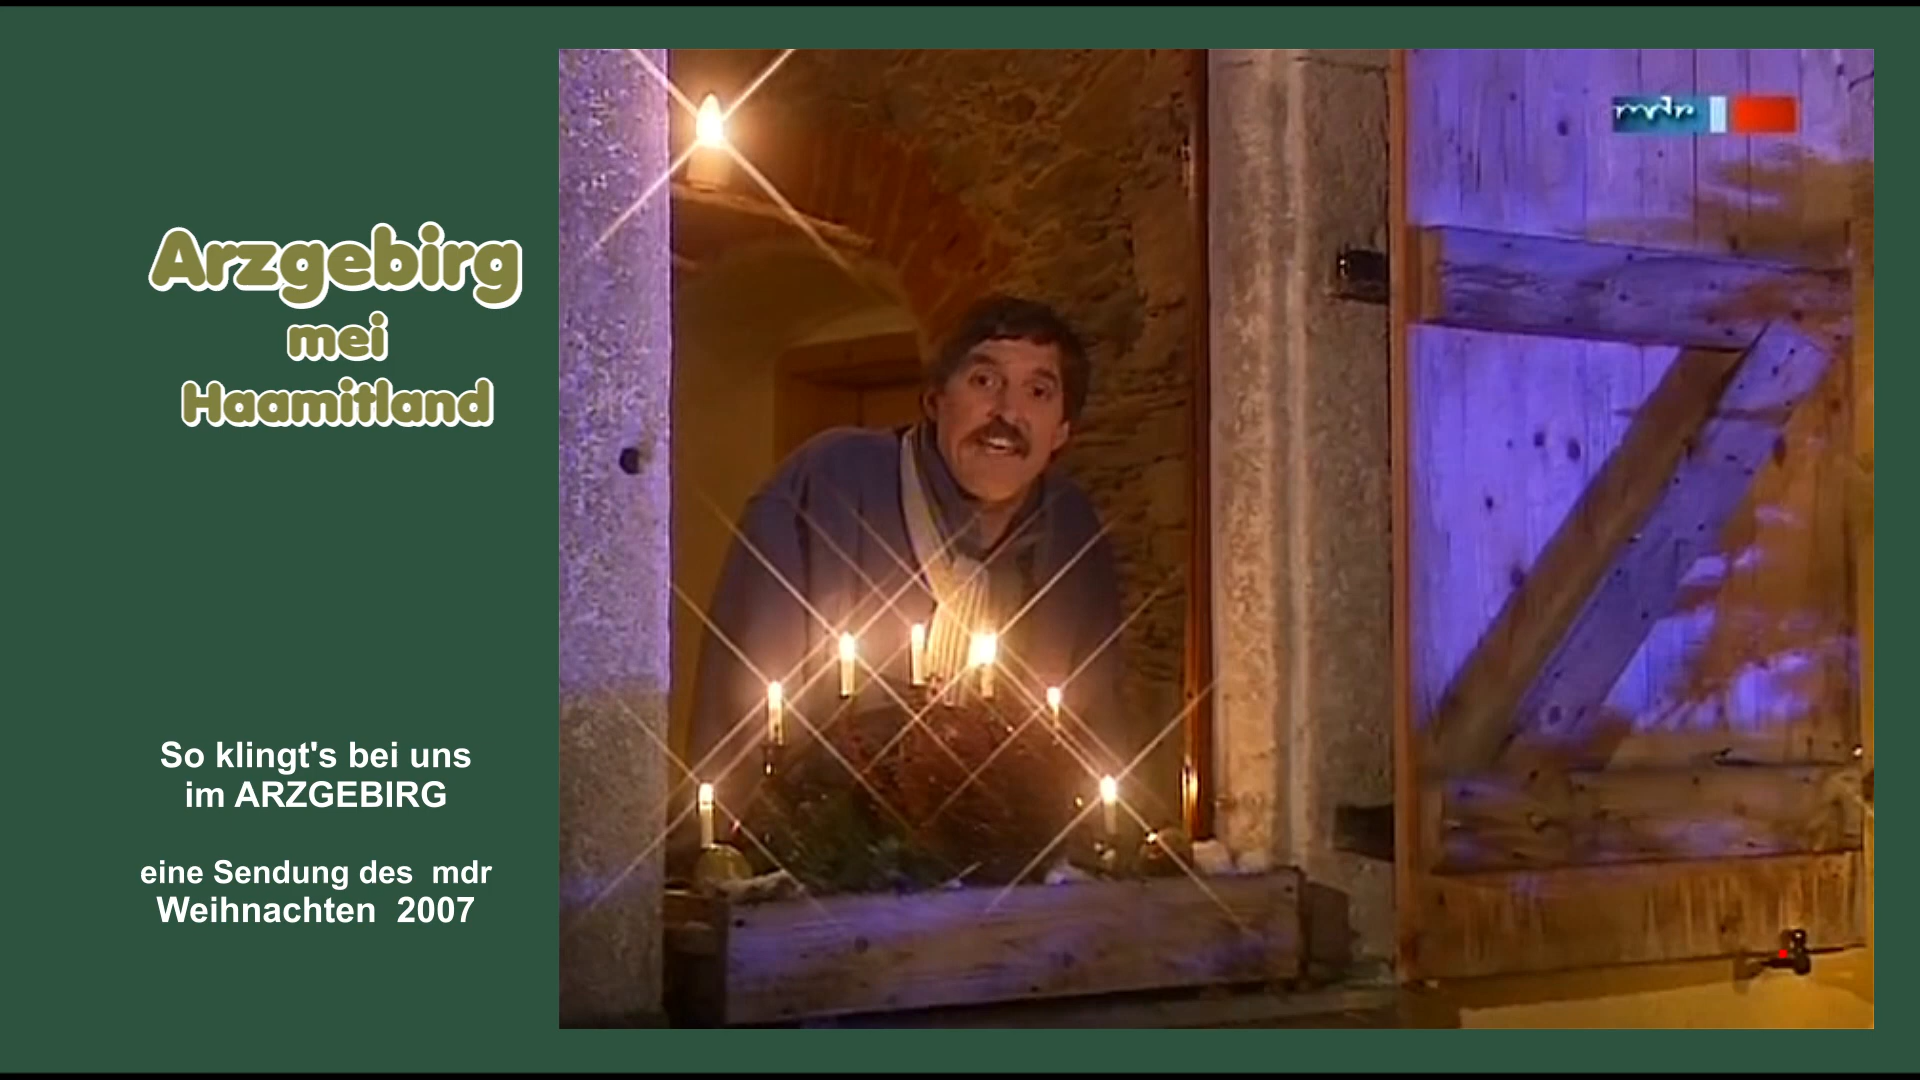 Arzgebirg
mei
Haamitland
mdr
So klingt's bei uns
im ARZGEBIRG
eine Sendung des mdr
Weihnachten 2007